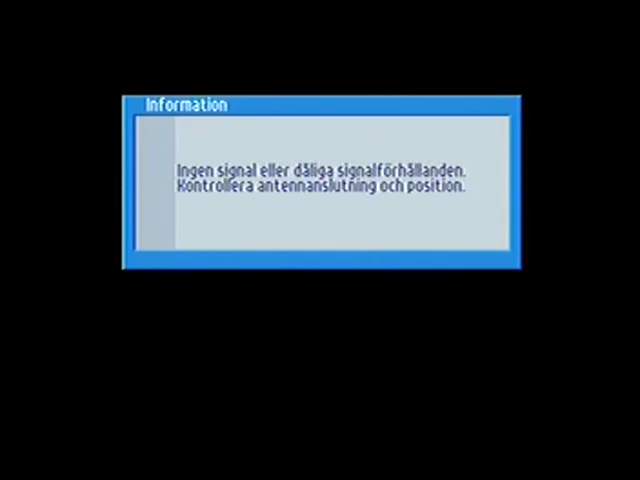 Information
Ingen signal eller dåliga signalförhållanden.
Kontrollera antennanslutning och position.